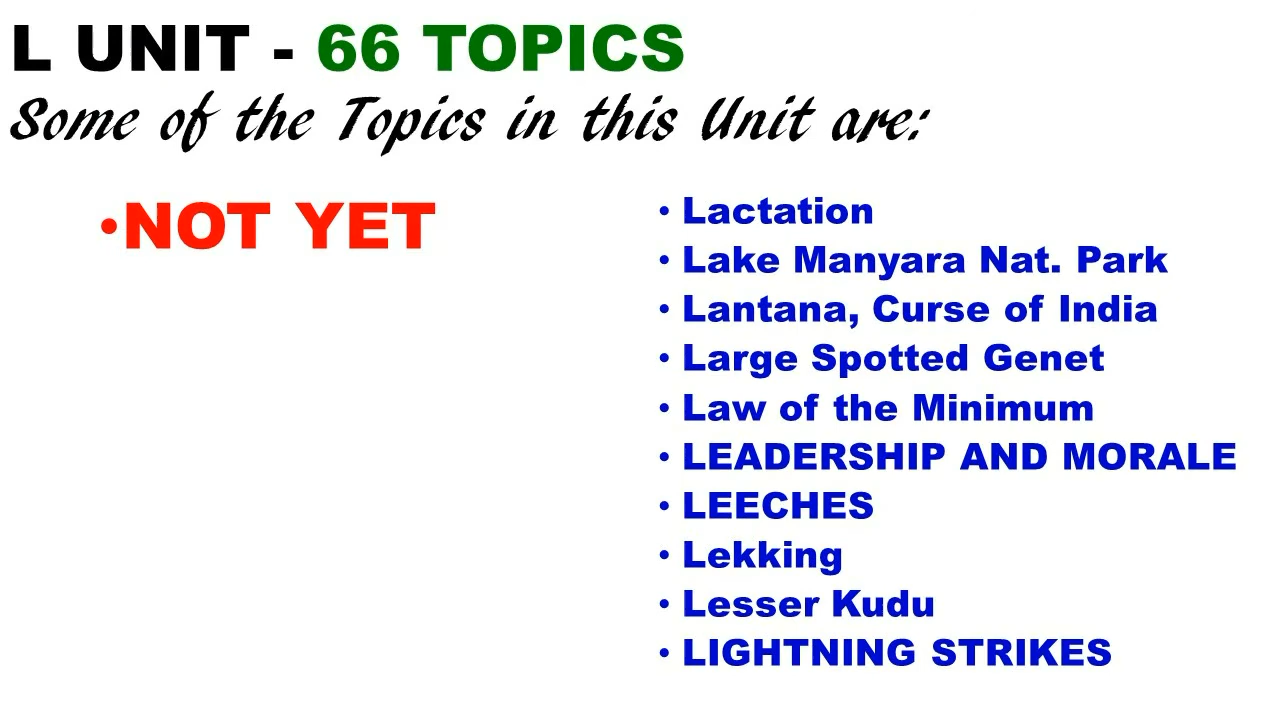 L UNIT - 66 TOPICS
Some of the Topics in this Unit are:
•NOT YET
• Lactation
• Lake Manyara Nat. Park
• Lantana, Curse of India
• Large Spotted Genet
• Law of the Minimum
• LEADERSHIP AND MORALE
• LEECHES
• Lekking
• Lesser Kudu
• LIGHTNING STRIKES